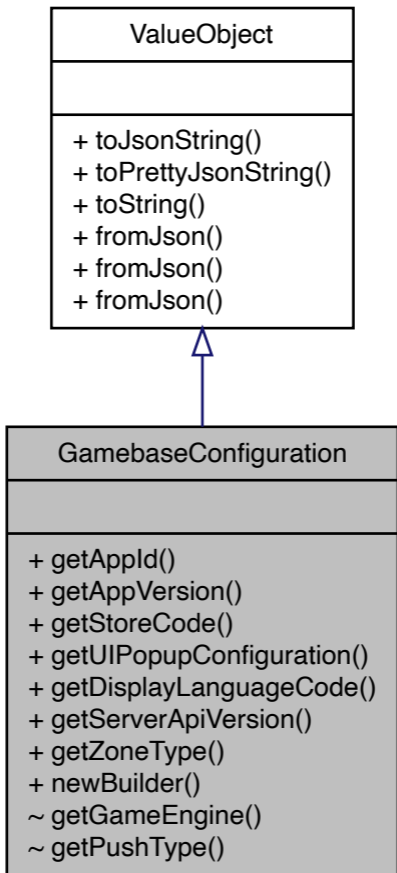 ValueObject
+ toJsonString()
+ toPrettyJsonString()
+ toString()
+ fromJson()
+ fromJson()
+ fromJson()
GamebaseConfiguration
+ getAppId()
+ getAppVersion()
+ getStoreCode()
+ getUIPopupConfiguration()
+ getDisplayLanguageCode()
+ getServerApiVersion()
+ getZoneType()
+ newBuilder()
~ getGameEngine()
~ getPushType()